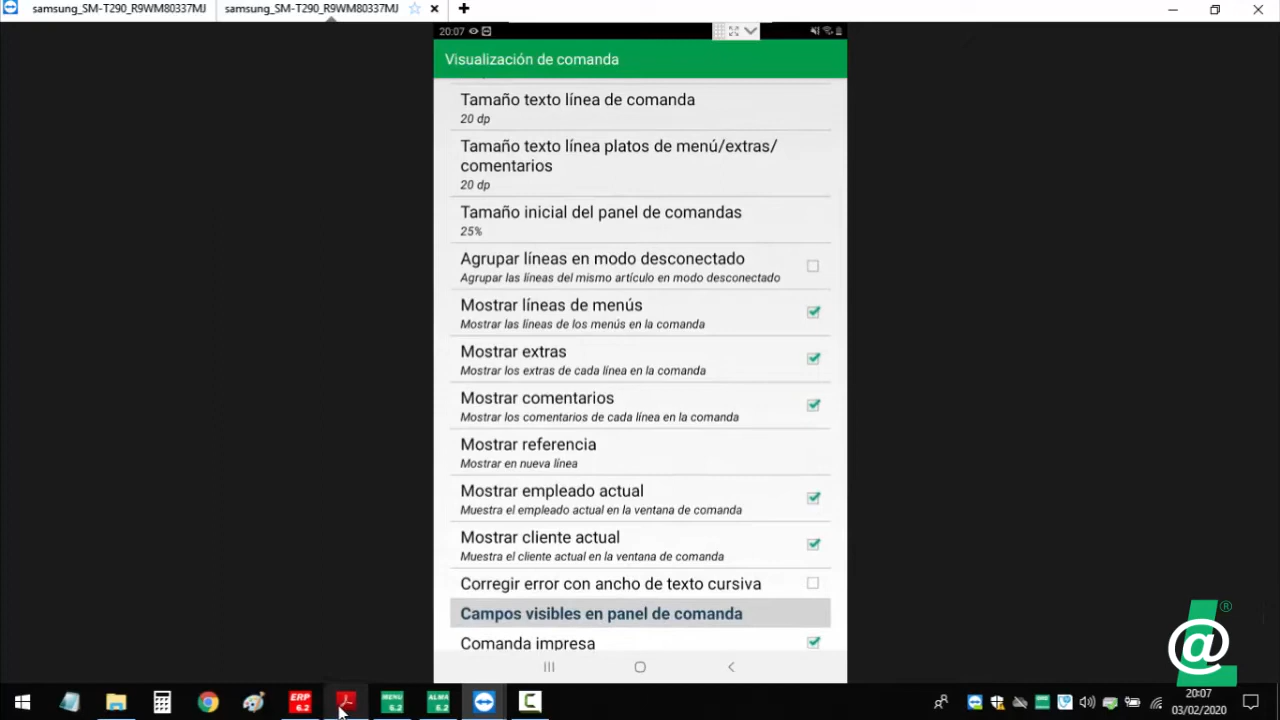 samsung_SM-T290_R9WM80337MJ
samsung_SM-T290_R9WM80337MJ
20:07
Visualización de comanda
Tamaño texto línea de comanda
20 dp
Tamaño texto línea platos de menú/extras/
comentarios
20 dp
Tamaño inicial del panel de comandas
25%
Agrupar líneas en modo desconectado
Agrupar las líneas del mismo artículo en modo desconectado
Mostrar líneas de menús
Mostrar las líneas de los menús en la comanda
Mostrar extras
Mostrar los extras de cada línea en la comanda
Mostrar comentarios
Mostrar los comentarios de cada línea en la comanda
Mostrar referencia
Mostrar en nueva línea
Mostrar empleado actual
Muestra el empleado actual en la ventana de comanda
Mostrar cliente actual
Muestra el cliente actual en la ventana de comanda
Corregir error con ancho de texto cursiva
Campos visibles en panel de comanda
Comanda impresa
ERP
6.2
MENU
6.2
ALMA
6.2
20:07
03/02/2020